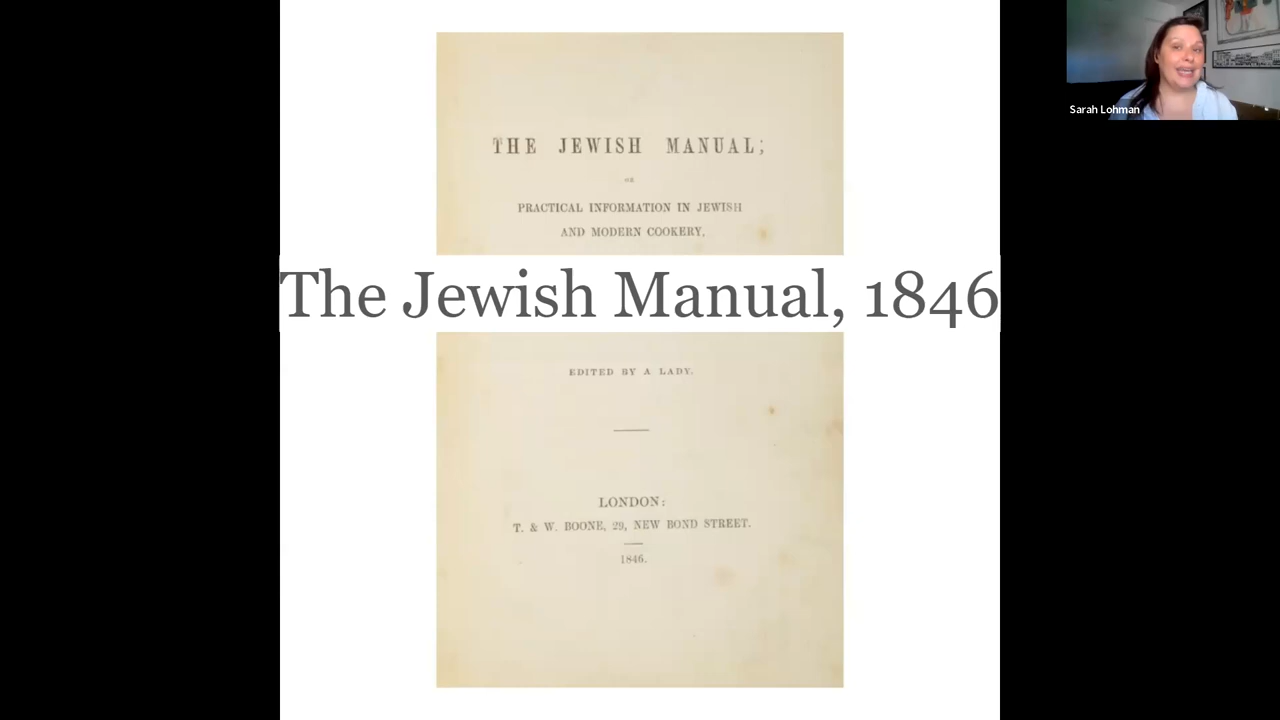 THE JEWISH MANUAL;
OR
PRACTICAL INFORMATION IN JEWISH
AND MODERN COOKERY.
The Jewish Manual, 1846
EDITED BY A LADY.
LONDON:
T. & W. BOONE, 29, NEW BOND STREET.
1846.
Sarah Lohman